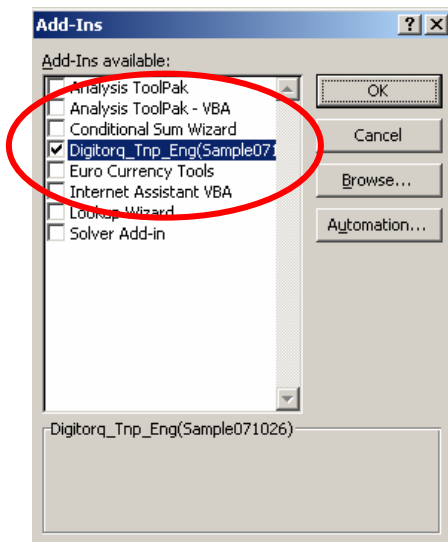 Add-Ins
Add-Ins available:
Analysis ToolPak
Analysis ToolPak - VBA
Conditional Sum Wizard
Digitorq_Tnp_Eng(Sample071
Euro Currency Tools
Internet Assistant VBA
Lookup Wizard
Solver Add-in
OK
Cancel
Browse...
Automation...
Digitorq_Tnp_Eng(Sample071026)